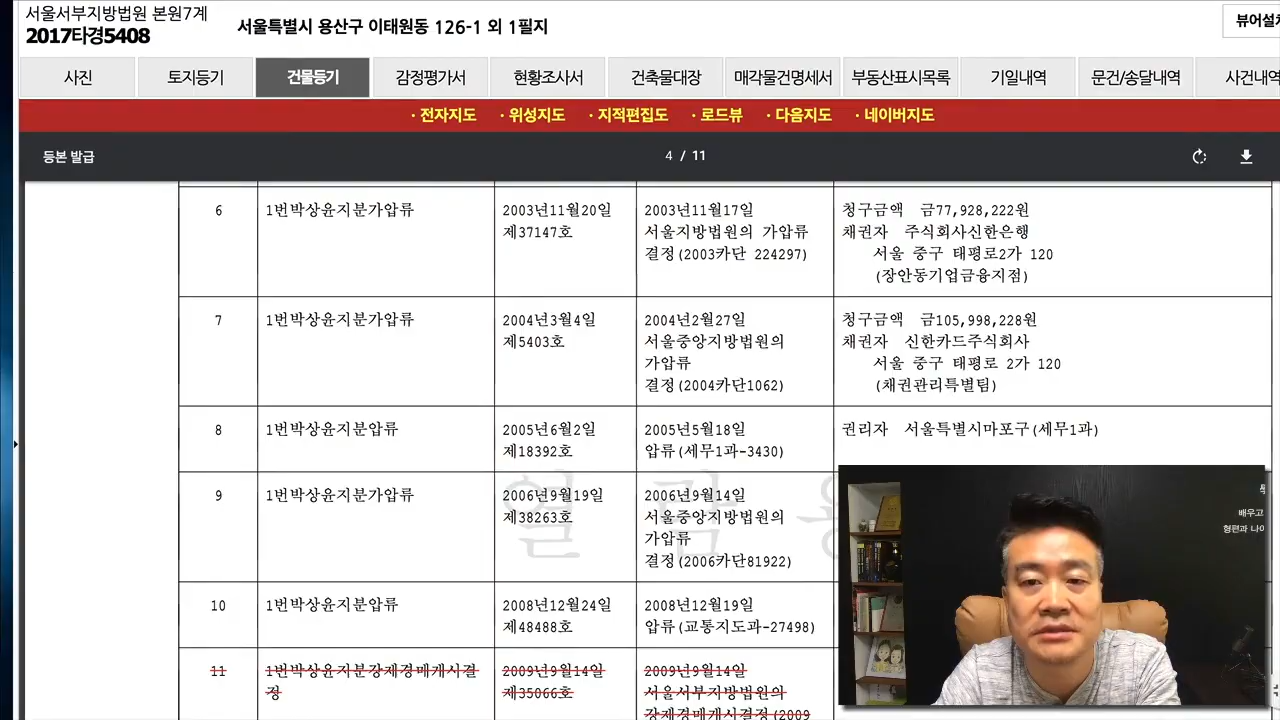 서울서부지방법원 본원7계
2017타경5408
서울특별시 용산구 이태원동 126-1 외 1필지
사진
토지등기
건물등기
감정평가서
현황조사서
건축물대장
매각물건명세서
부동산표시목록
기일내역
문건/송달내역
· 전자지도 · 위성지도 · 지적편집도 · 로드뷰 · 다음지도 · 네이버지도
등본 발급
4 / 11
6
1번박상윤지분가압류
2003년11월20일
제37147호
2003년11월17일
서울지방법원의 가압류
결정(2003카단 224297)
청구금액 금77,928,222원
채권자 주식회사신한은행
서울 중구 태평로2가 120
(장안동기업금융지점)
7
1번박상윤지분가압류
2004년3월4일
제5403호
2004년2월27일
서울중앙지방법원의
가압류
결정(2004카단1062)
청구금액 금105,998,228원
채권자 신한카드주식회사
서울 중구 태평로 2가 120
(채권관리특별팀)
8
1번박상윤지분압류
2005년6월2일
제18392호
2005년5월18일
압류(세무1과-3430)
권리자 서울특별시마포구(세무1과)
9
1번박상윤지분가압류
2006년9월19일
제38263호
2006년9월14일
서울중앙지방법원의
가압류
결정(2006카단81922)
10
1번박상윤지분압류
2008년12월24일
제48488호
2008년12월19일
압류(교통지도과-27498)
11
1번박상윤지분강제경매개시결
정
2009년9월14일
제35066호
2009년9월14일
서울서부지방법원의
강제경매개시결정(2009
열 람 용
배우고